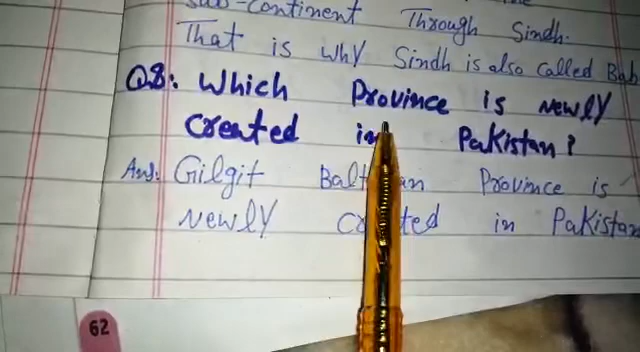 Sub-Continent Through Sindh.
That is why Sindh is also called Bab
Q8: Which Province is Newly
Created in Pakistan?
Ans: Gilgit Province is
Newly in Pakistan
62